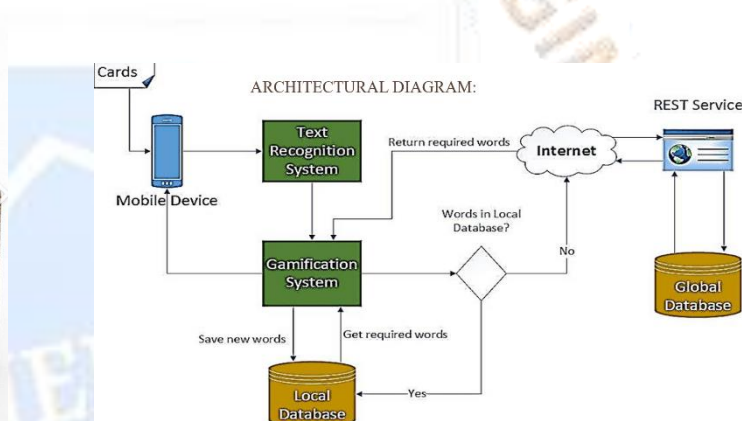 Cards
ARCHITECTURAL DIAGRAM:
REST Service
Text
Recognition
System
Return required words
Internet
Mobile Device
Words in Local
Database?
No
Gamification
System
Global
Database
Save new words
Get required words
Yes
Local
Database